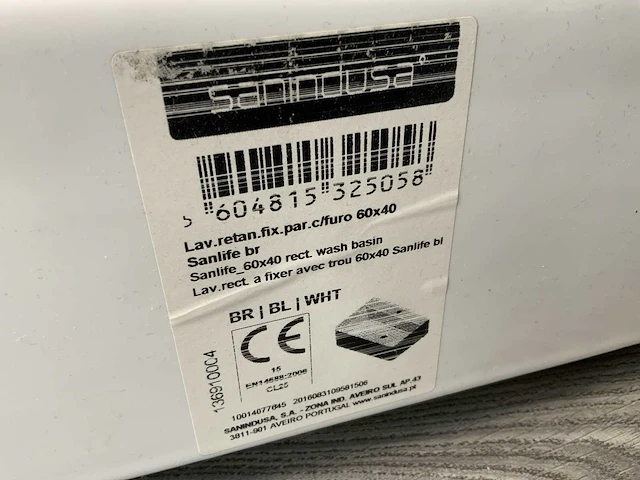 sanindusa®
5 604815 325058
Lav.retan.fix.par.c/furo 60x40
Sanlife br
Sanlife_60x40 rect. wash basin
Lav.rect. a fixer avec trou 60x40 Sanlife bl
BR | BL | WHT
CE
15
EN14688:2006
CL25
136910004
10014077845 2016083109581506
SANINDUSA, S.A. - ZONA IND. AVEIRO SUL AP.43
3811-901 AVEIRO PORTUGAL www.sanindusa.pt